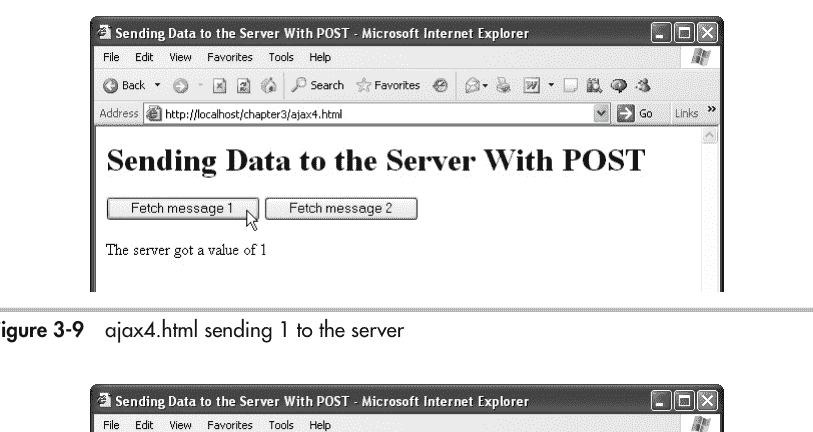 Sending Data to the Server With POST - Microsoft Internet Explorer
File Edit View Favorites Tools Help
Back Search Favorites
Address http://localhost/chapter3/ajax4.html Go Links »
Sending Data to the Server With POST
Fetch message 1 Fetch message 2
The server got a value of 1
igure 3-9 ajax4.html sending 1 to the server
Sending Data to the Server With POST - Microsoft Internet Explorer
File Edit View Favorites Tools Help